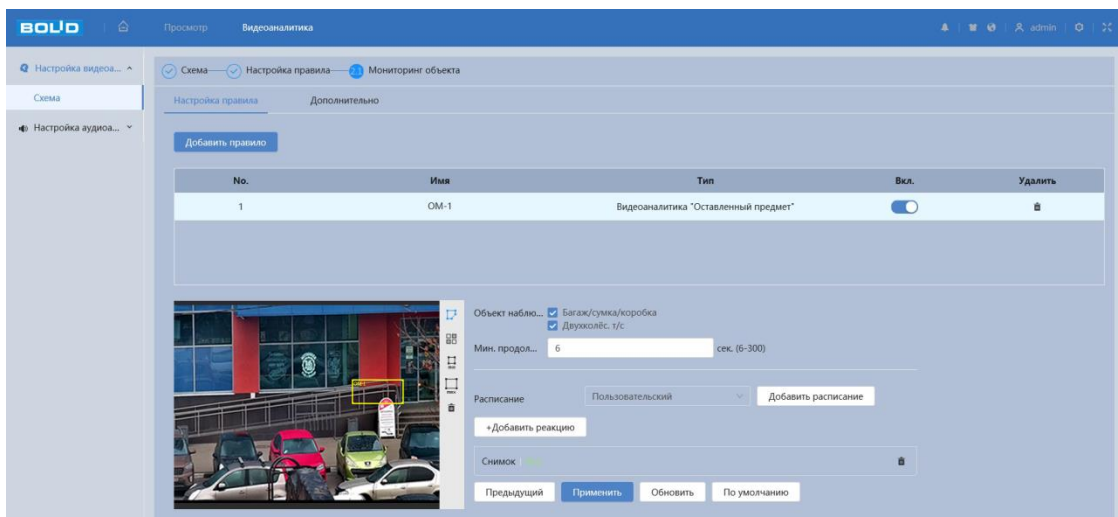 BOLID Просмотр Видеоаналитика admin
Настройка видеоа...
Схема
Настройка аудиоа...
Схема Настройка правила 2.1 Мониторинг объекта
Настройка правила Дополнительно
Добавить правило
No. Имя Тип Вкл. Удалить
1 OM-1 Видеоаналитика "Оставленный предмет"
Объект наблю... Багаж/сумка/коробка
Двухколёс. т/с
Мин. продол... 6 сек. (6-300)
Расписание Пользовательский Добавить расписание
+Добавить реакцию
Снимок
Предыдущий Применить Обновить По умолчанию